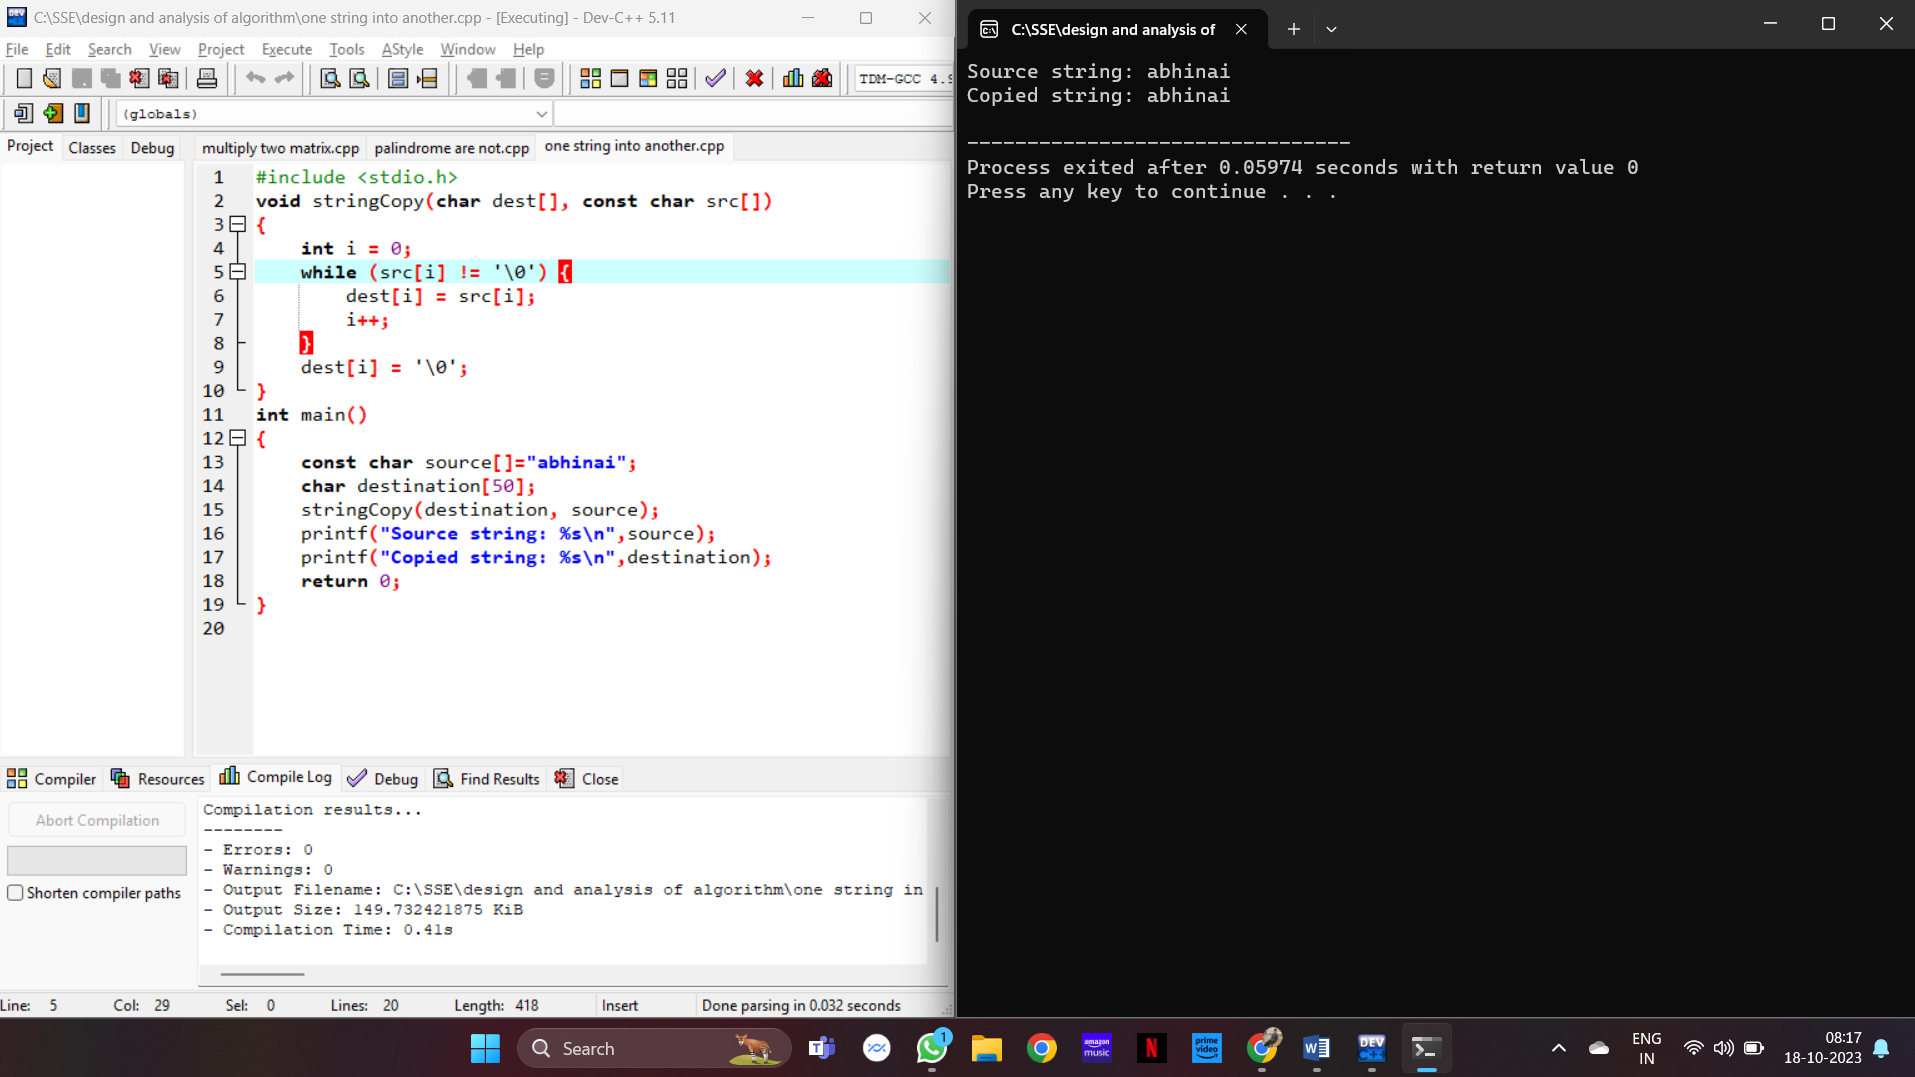 C:\SSE\design and analysis of algorithm\one string into another.cpp - [Executing] - Dev-C++ 5.11
File Edit Search View Project Execute Tools AStyle Window Help
TDM-GCC 4.9
(globals)
Project Classes Debug
multiply two matrix.cpp palindrome are not.cpp one string into another.cpp
1 #include <stdio.h>
2 void stringCopy(char dest[], const char src[])
3 {
4 int i = 0;
5 while (src[i] != '\0') {
6 dest[i] = src[i];
7 i++;
8 }
9 dest[i] = '\0';
10 }
11 int main()
12 {
13 const char source[]="abhinai";
14 char destination[50];
15 stringCopy(destination, source);
16 printf("Source string: %s\n",source);
17 printf("Copied string: %s\n",destination);
18 return 0;
19 }
20
Compiler Resources Compile Log Debug Find Results Close
Abort Compilation
Shorten compiler paths
Compilation results...
--------
- Errors: 0
- Warnings: 0
- Output Filename: C:\SSE\design and analysis of algorithm\one string in
- Output Size: 149.732421875 KiB
- Compilation Time: 0.41s
Line: 5 Col: 29 Sel: 0 Lines: 20 Length: 418 Insert Done parsing in 0.032 seconds
C:\SSE\design and analysis of
Source string: abhinai
Copied string: abhinai
--------------------------------
Process exited after 0.05974 seconds with return value 0
Press any key to continue . . .
Search
1
amazon music
N
prime video
DEV C++
ENG
IN
08:17
18-10-2023